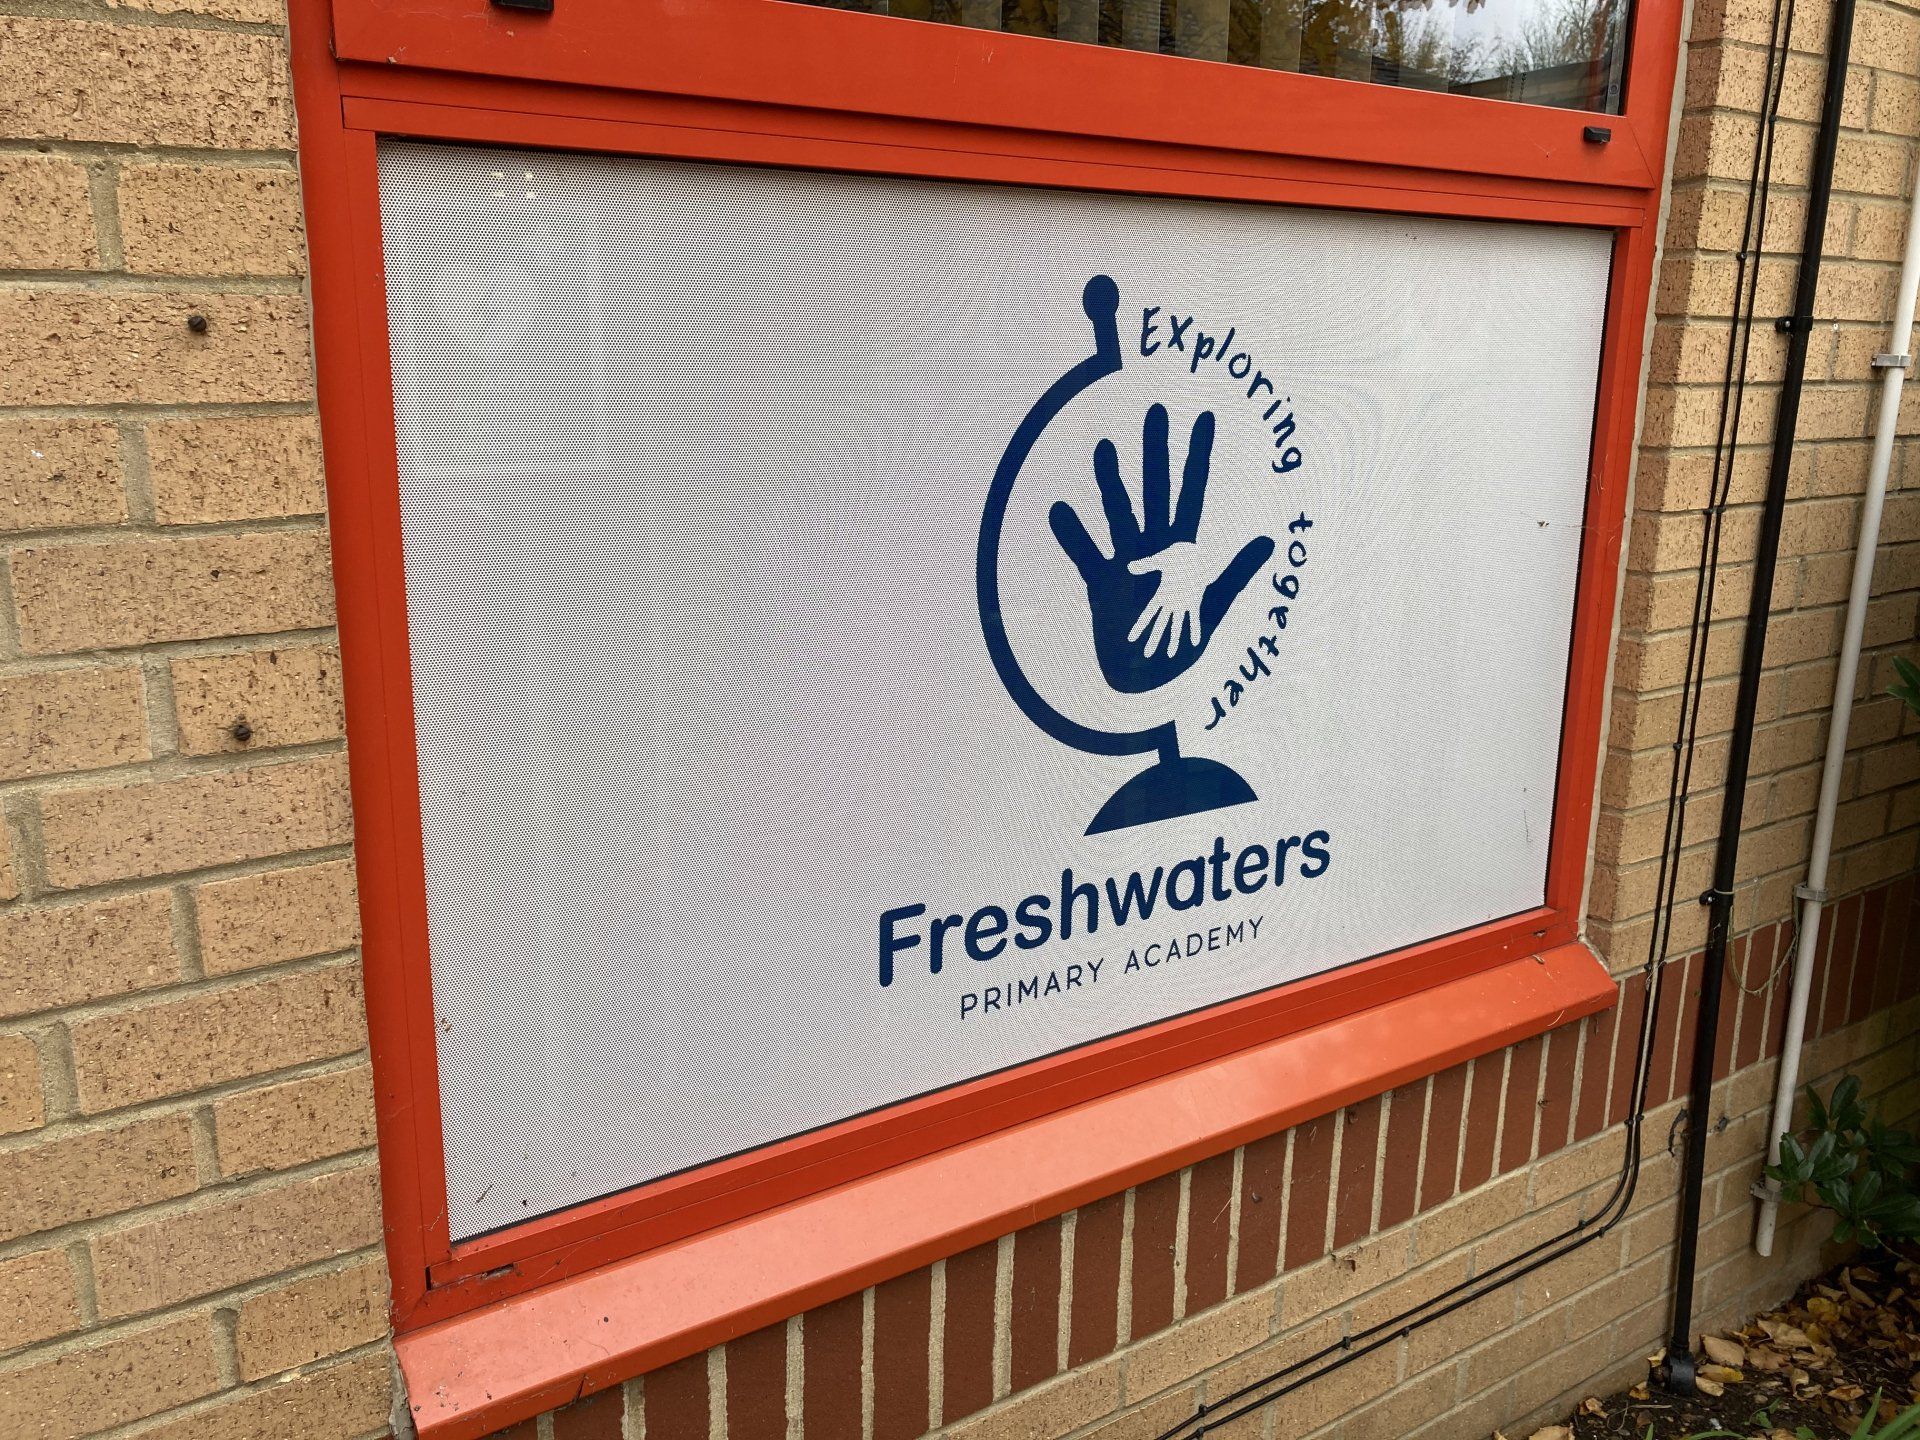 Exploring together
Freshwaters
PRIMARY ACADEMY